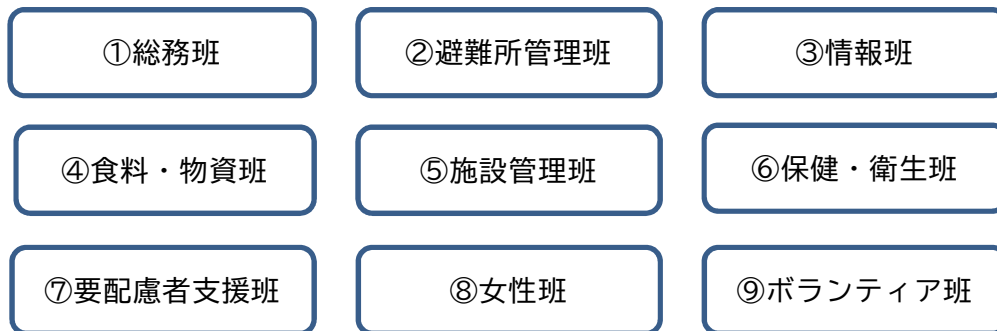 ①総務班
②避難所管理班
③情報班
④食料・物資班
⑤施設管理班
⑥保健・衛生班
⑦要配慮者支援班
⑧女性班
⑨ボランティア班